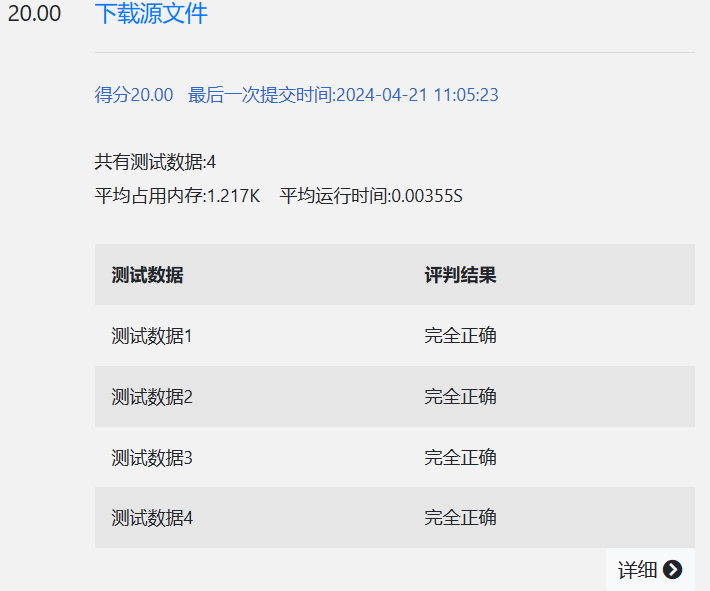 20.00 下载源文件
得分20.00 最后一次提交时间:2024-04-21 11:05:23
共有测试数据:4
平均占用内存:1.217K 平均运行时间:0.00355S
测试数据 评判结果
测试数据1 完全正确
测试数据2 完全正确
测试数据3 完全正确
测试数据4 完全正确
详细